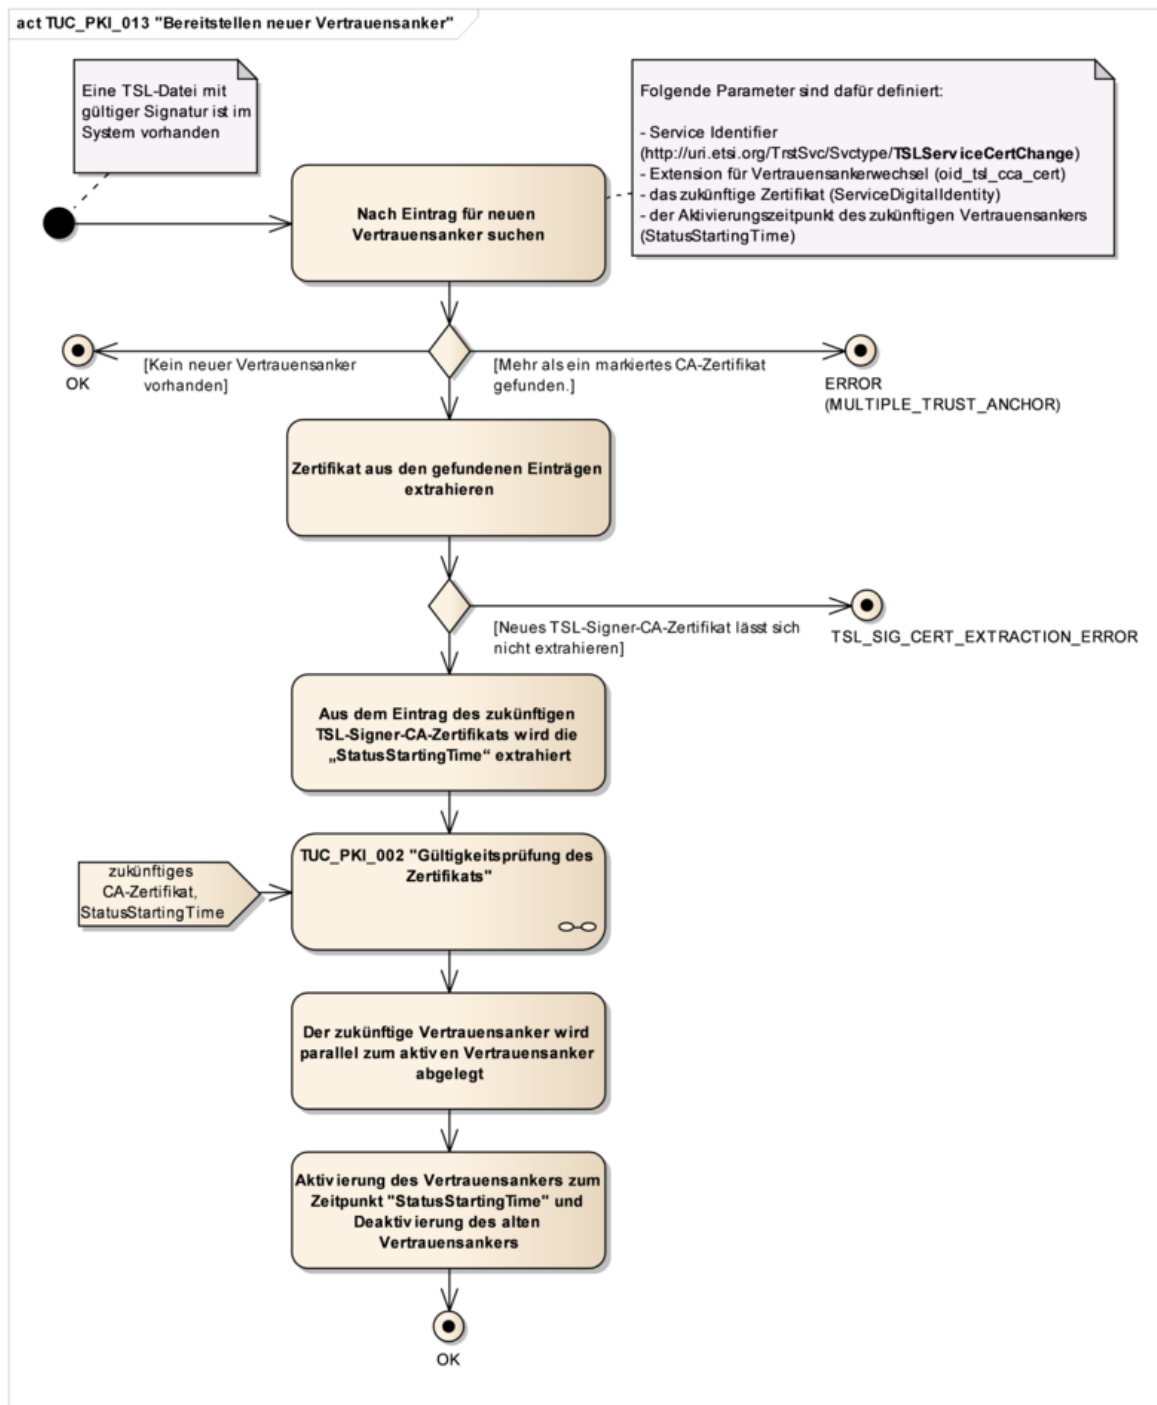 act TUC_PKI_013 "Bereitstellen neuer Vertrauensanker"
Eine TSL-Datei mit
gültiger Signatur ist im
System vorhanden
Folgende Parameter sind dafür definiert:
- Service Identifier
(http://uri.etsi.org/TrstSvc/Svctype/TSLServiceCertChange)
- Extension für Vertrauensankerwechsel (oid_tsl_cca_cert)
- das zukünftige Zertifikat (ServiceDigitalIdentity)
- der Aktivierungszeitpunkt des zukünftigen Vertrauensankers
(StatusStartingTime)
Nach Eintrag für neuen
Vertrauensanker suchen
[Kein neuer Vertrauensanker
vorhanden]
OK
[Mehr als ein markiertes CA-Zertifikat
gefunden.]
ERROR
(MULTIPLE_TRUST_ANCHOR)
Zertifikat aus den gefundenen Einträgen
extrahieren
[Neues TSL-Signer-CA-Zertifikat lässt sich
nicht extrahieren]
TSL_SIG_CERT_EXTRACTION_ERROR
Aus dem Eintrag des zukünftigen
TSL-Signer-CA-Zertifikats wird die
„StatusStartingTime“ extrahiert
TUC_PKI_002 "Gültigkeitsprüfung des
Zertifikats"
zukünftiges
CA-Zertifikat,
StatusStartingTime
Der zukünftige Vertrauensanker wird
parallel zum aktiven Vertrauensanker
abgelegt
Aktivierung des Vertrauensankers zum
Zeitpunkt "StatusStartingTime" und
Deaktivierung des alten
Vertrauensankers
OK